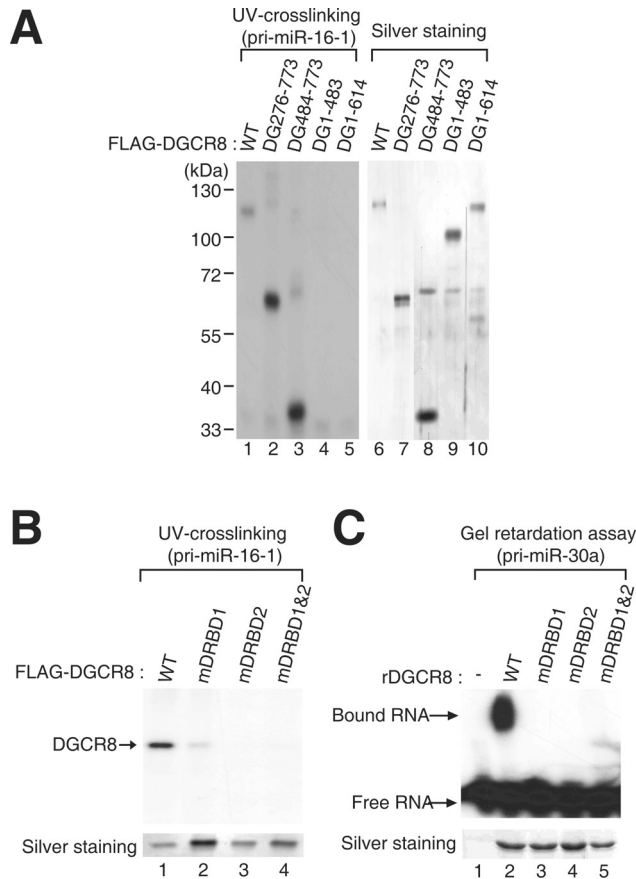 A
UV-crosslinking
(pri-miR-16-1)
Silver staining
FLAG-DGCR8 : WT DG276-773 DG484-773 DG1-483 DG1-614 WT DG276-773 DG484-773 DG1-483 DG1-614
(kDa)
130
100
72
55
40
33
1 2 3 4 5 6 7 8 9 10
B
UV-crosslinking
(pri-miR-16-1)
FLAG-DGCR8 : WT mDRBD1 mDRBD2 mDRBD1&2
DGCR8
Silver staining
1 2 3 4
C
Gel retardation assay
(pri-miR-30a)
rDGCR8 : - WT mDRBD1 mDRBD2 mDRBD1&2
Bound RNA
Free RNA
Silver staining
1 2 3 4 5